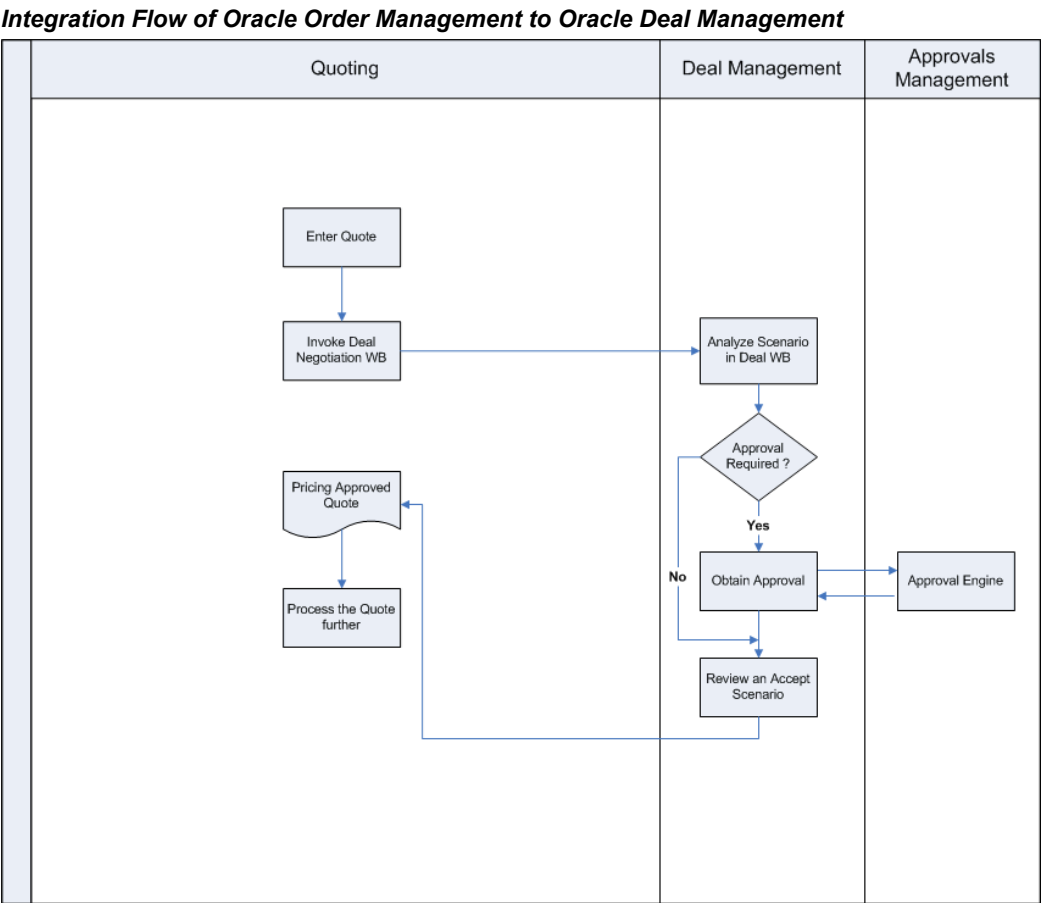 Integration Flow of Oracle Order Management to Oracle Deal Management
Quoting
Deal Management
Approvals
Management
Enter Quote
Invoke Deal
Negotiation WB
Analyze Scenario
in Deal WB
Approval
Required ?
Pricing Approved
Quote
Yes
No
Obtain Approval
Approval Engine
Process the Quote
further
Review an Accept
Scenario